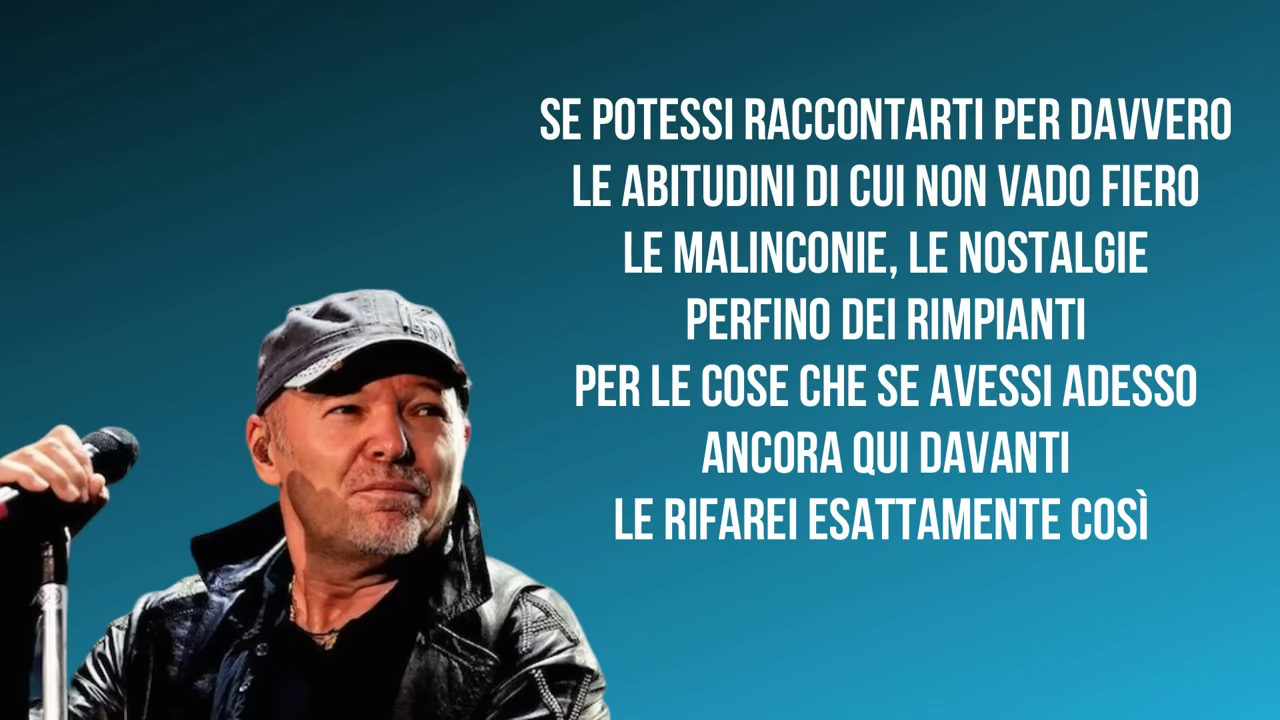 SE POTESSI RACCONTARTI PER DAVVERO
LE ABITUDINI DI CUI NON VADO FIERO
LE MALINCONIE, LE NOSTALGIE
PERFINO DEI RIMPIANTI
PER LE COSE CHE SE AVESSI ADESSO
ANCORA QUI DAVANTI
LE RIFAREI ESATTAMENTE COSÌ